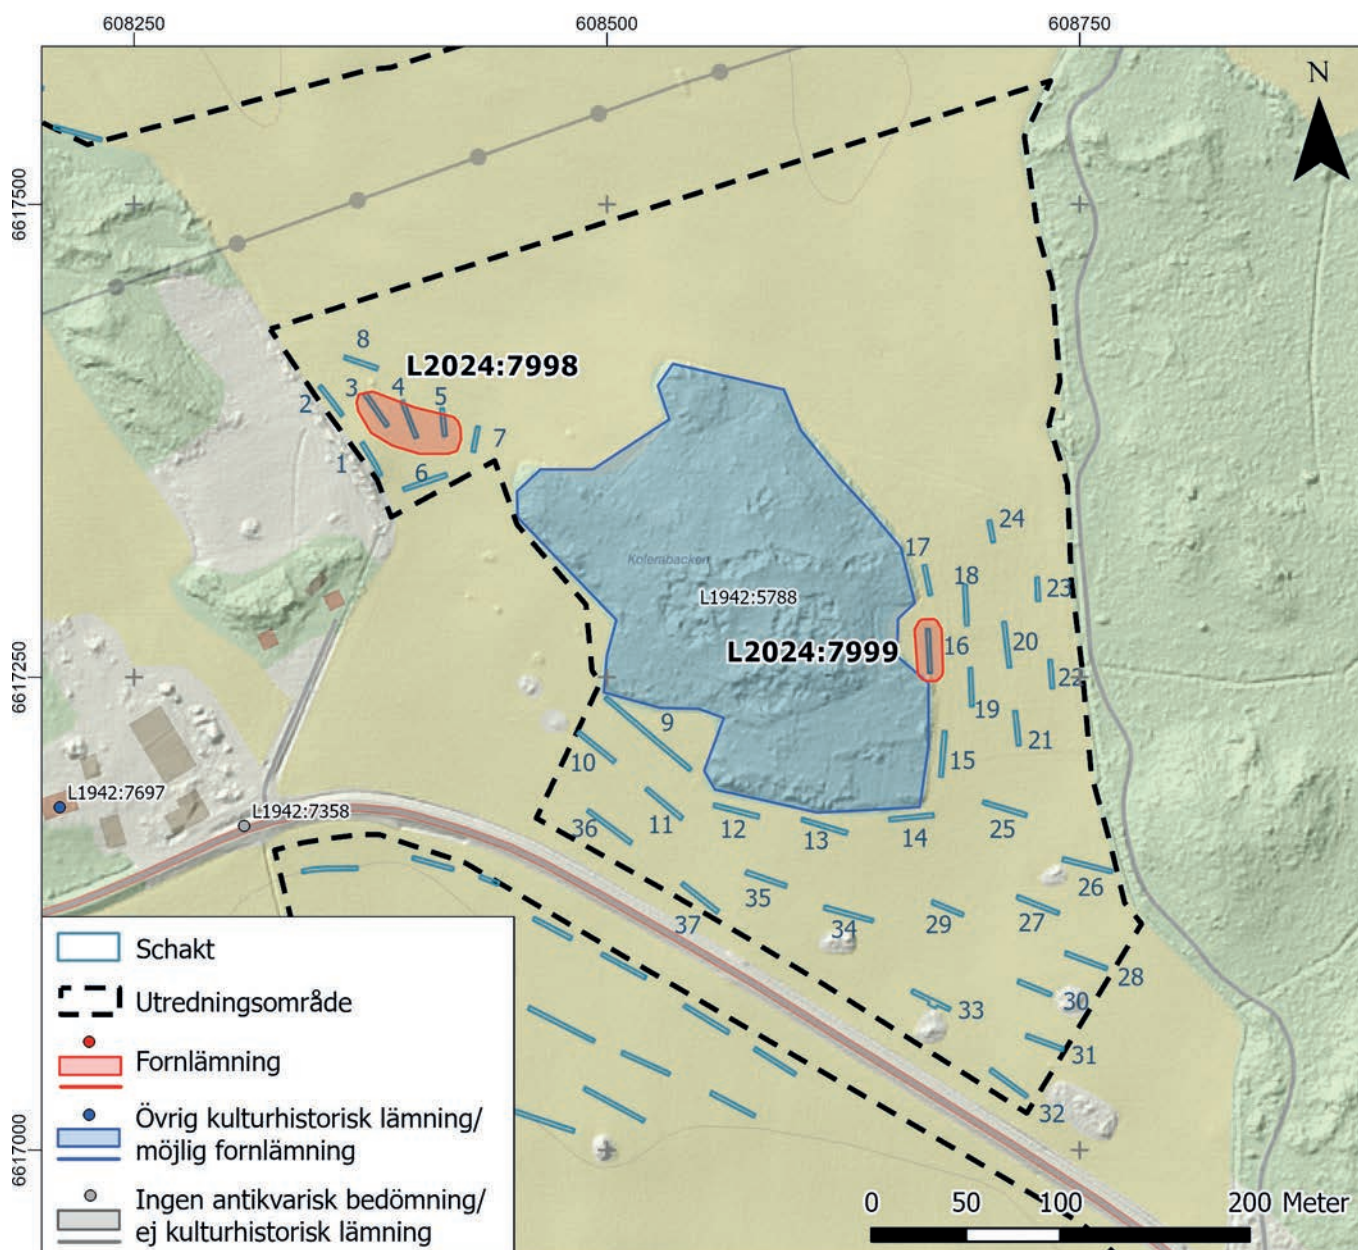 608250 608500 608750
N
6617500
8
L2024:7998
3 4 5
2
7
1 6
24
17
Kolerabacken
18 23
L1942:5788
L2024:7999 16 20
6617250
22
19
9
21
10 15
L1942:7697
L1942:7358
36 11 12 13 14 25
35 26
37 34 29 27
28
30
33
31
32
Schakt
Utredningsområde
Fornlämning
Övrig kulturhistorisk lämning/
möjlig fornlämning
6617000
Ingen antikvarisk bedömning/
ej kulturhistorisk lämning
0 50 100 200 Meter